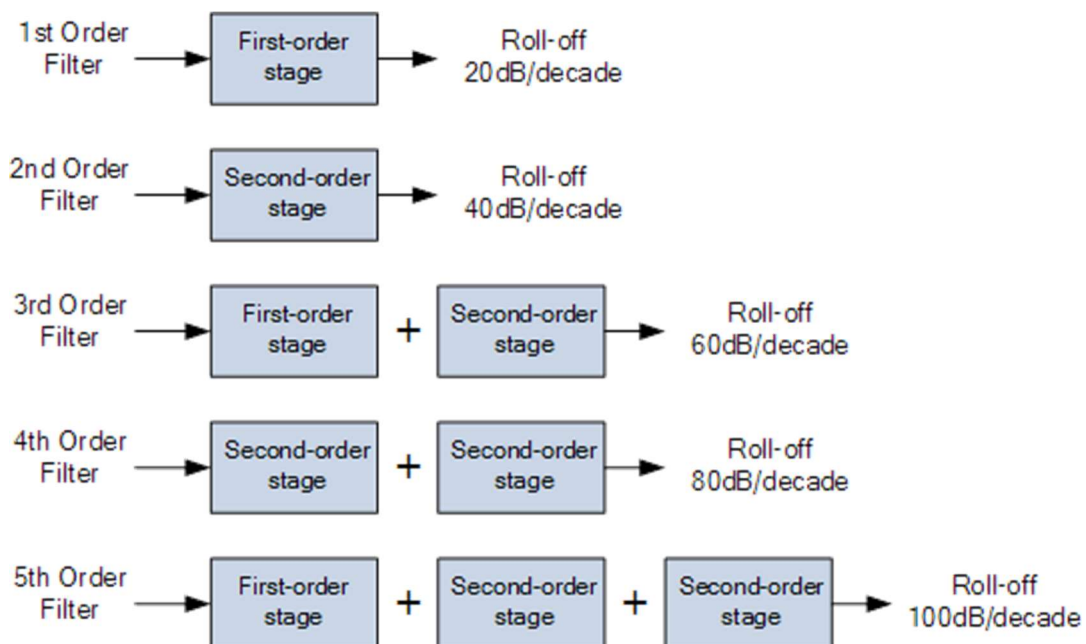 1st Order
Filter
First-order
stage
Roll-off
20dB/decade
2nd Order
Filter
Second-order
stage
Roll-off
40dB/decade
3rd Order
Filter
First-order
stage
+
Second-order
stage
Roll-off
60dB/decade
4th Order
Filter
Second-order
stage
+
Second-order
stage
Roll-off
80dB/decade
5th Order
Filter
First-order
stage
+
Second-order
stage
+
Second-order
stage
Roll-off
100dB/decade